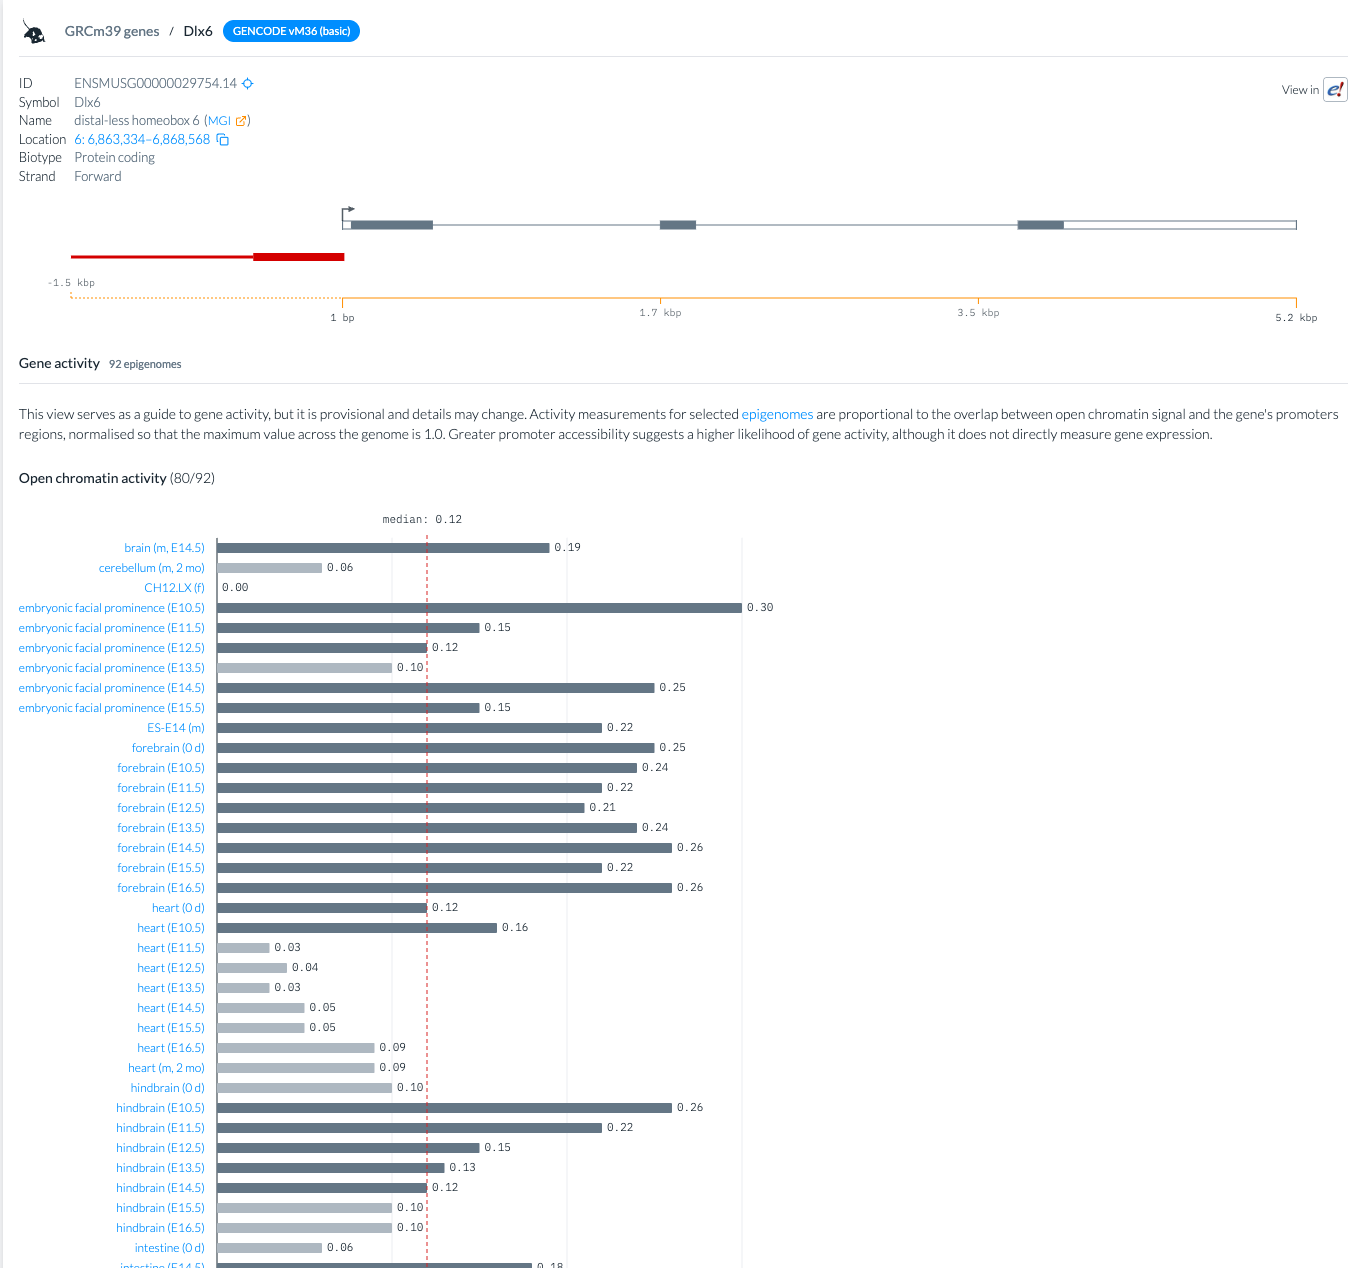 GRCm39 genes / Dlx6 GENCODE vM36 (basic)
ID ENSMUSG00000029754.14
View in e!
Symbol Dlx6
Name distal-less homeobox 6 (MGI)
Location 6: 6,863,334–6,868,568
Biotype Protein coding
Strand Forward
-1.5 kbp
1 bp 1.7 kbp 3.5 kbp 5.2 kbp
Gene activity 92 epigenomes
This view serves as a guide to gene activity, but it is provisional and details may change. Activity measurements for selected epigenomes are proportional to the overlap between open chromatin signal and the gene's promoters
regions, normalised so that the maximum value across the genome is 1.0. Greater promoter accessibility suggests a higher likelihood of gene activity, although it does not directly measure gene expression.
Open chromatin activity (80/92)
median: 0.12
brain (m, E14.5) 0.19
cerebellum (m, 2 mo) 0.06
CH12.LX (f) 0.00
embryonic facial prominence (E10.5) 0.30
embryonic facial prominence (E11.5) 0.15
embryonic facial prominence (E12.5) 0.12
embryonic facial prominence (E13.5) 0.10
embryonic facial prominence (E14.5) 0.25
embryonic facial prominence (E15.5) 0.15
ES-E14 (m) 0.22
forebrain (0 d) 0.25
forebrain (E10.5) 0.24
forebrain (E11.5) 0.22
forebrain (E12.5) 0.21
forebrain (E13.5) 0.24
forebrain (E14.5) 0.26
forebrain (E15.5) 0.22
forebrain (E16.5) 0.26
heart (0 d) 0.12
heart (E10.5) 0.16
heart (E11.5) 0.03
heart (E12.5) 0.04
heart (E13.5) 0.03
heart (E14.5) 0.05
heart (E15.5) 0.05
heart (E16.5) 0.09
heart (m, 2 mo) 0.09
hindbrain (0 d) 0.10
hindbrain (E10.5) 0.26
hindbrain (E11.5) 0.22
hindbrain (E12.5) 0.15
hindbrain (E13.5) 0.13
hindbrain (E14.5) 0.12
hindbrain (E15.5) 0.10
hindbrain (E16.5) 0.10
intestine (0 d) 0.06
intestine (E14.5) 0.18